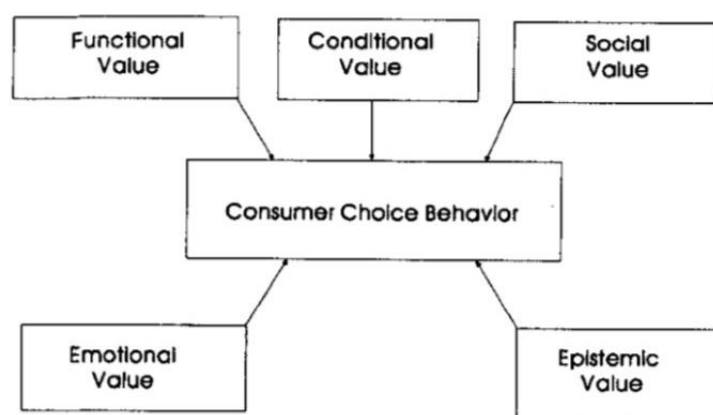 Functional
Value
Conditional
Value
Social
Value
Consumer Choice Behavior
Emotional
Value
Epistemic
Value